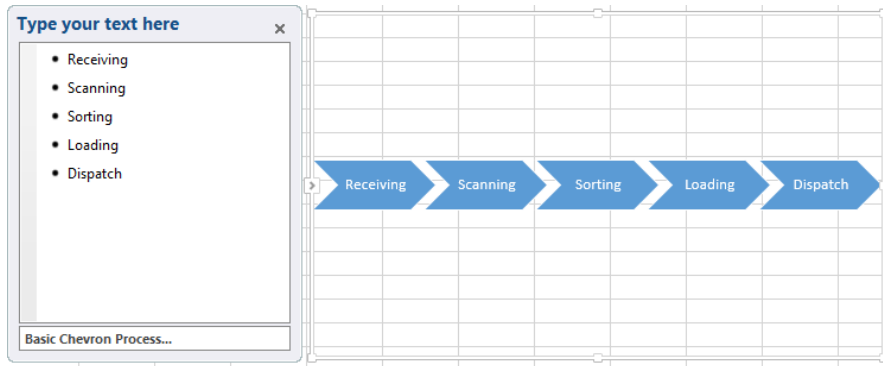 Type your text here
Receiving
Scanning
Sorting
Loading
Dispatch
Basic Chevron Process...
Receiving Scanning Sorting Loading Dispatch